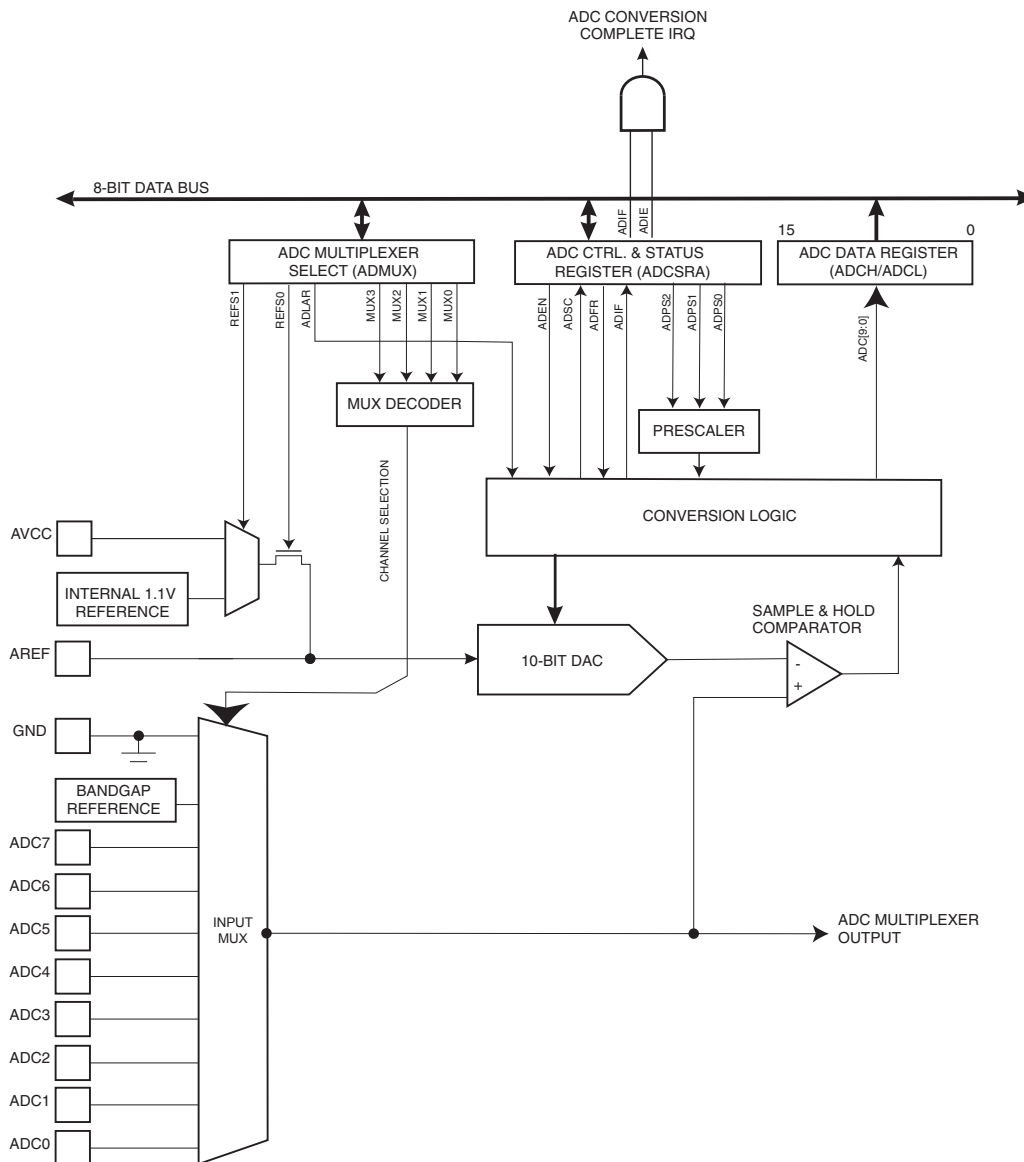 ADC CONVERSION
COMPLETE IRQ
8-BIT DATA BUS
ADIF
ADIE
15
0
ADC MULTIPLEXER
SELECT (ADMUX)
ADC CTRL. & STATUS
REGISTER (ADCSRA)
ADC DATA REGISTER
(ADCH/ADCL)
REFS1
REFS0
ADLAR
MUX3
MUX2
MUX1
MUX0
ADEN
ADSC
ADFR
ADIF
ADPS2
ADPS1
ADPS0
ADC[9:0]
MUX DECODER
PRESCALER
CHANNEL SELECTION
CONVERSION LOGIC
AVCC
INTERNAL 1.1V
REFERENCE
SAMPLE & HOLD
COMPARATOR
AREF
10-BIT DAC
-
+
GND
BANDGAP
REFERENCE
ADC7
ADC6
ADC5
ADC4
ADC3
ADC2
ADC1
ADC0
INPUT
MUX
ADC MULTIPLEXER
OUTPUT